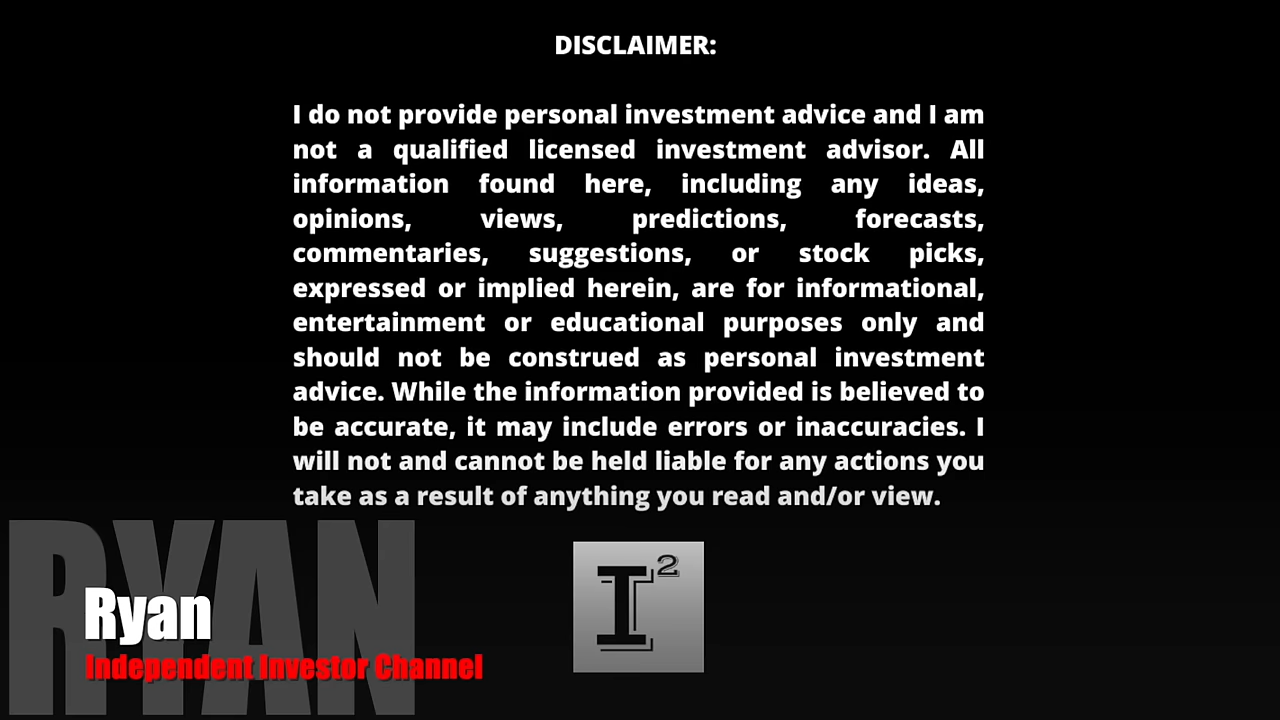 DISCLAIMER:
I do not provide personal investment advice and I am
not a qualified licensed investment advisor. All
information found here, including any ideas,
opinions, views, predictions, forecasts,
commentaries, suggestions, or stock picks,
expressed or implied herein, are for informational,
entertainment or educational purposes only and
should not be construed as personal investment
advice. While the information provided is believed to
be accurate, it may include errors or inaccuracies. I
will not and cannot be held liable for any actions you
take as a result of anything you read and/or view.
RYAN
Ryan
Independent Investor Channel
I²